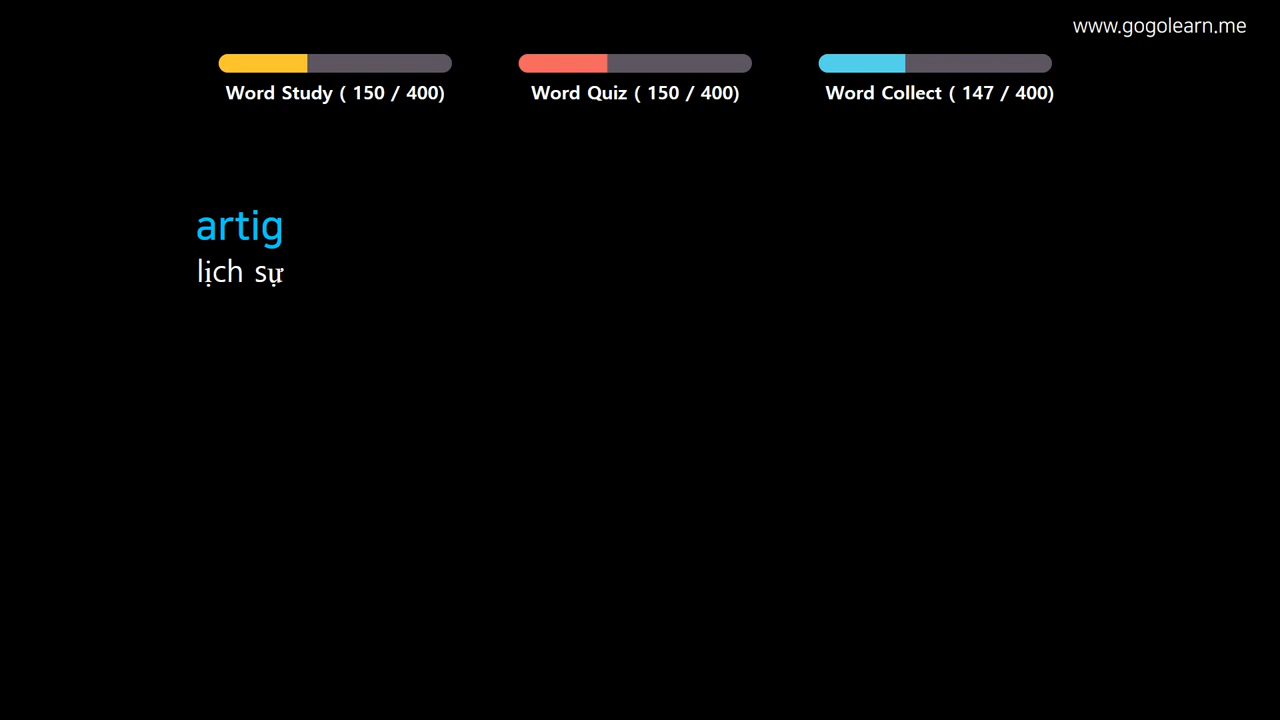 www.gogolearn.me
Word Study ( 150 / 400)
Word Quiz ( 150 / 400)
Word Collect ( 147 / 400)
artig
lịch sự